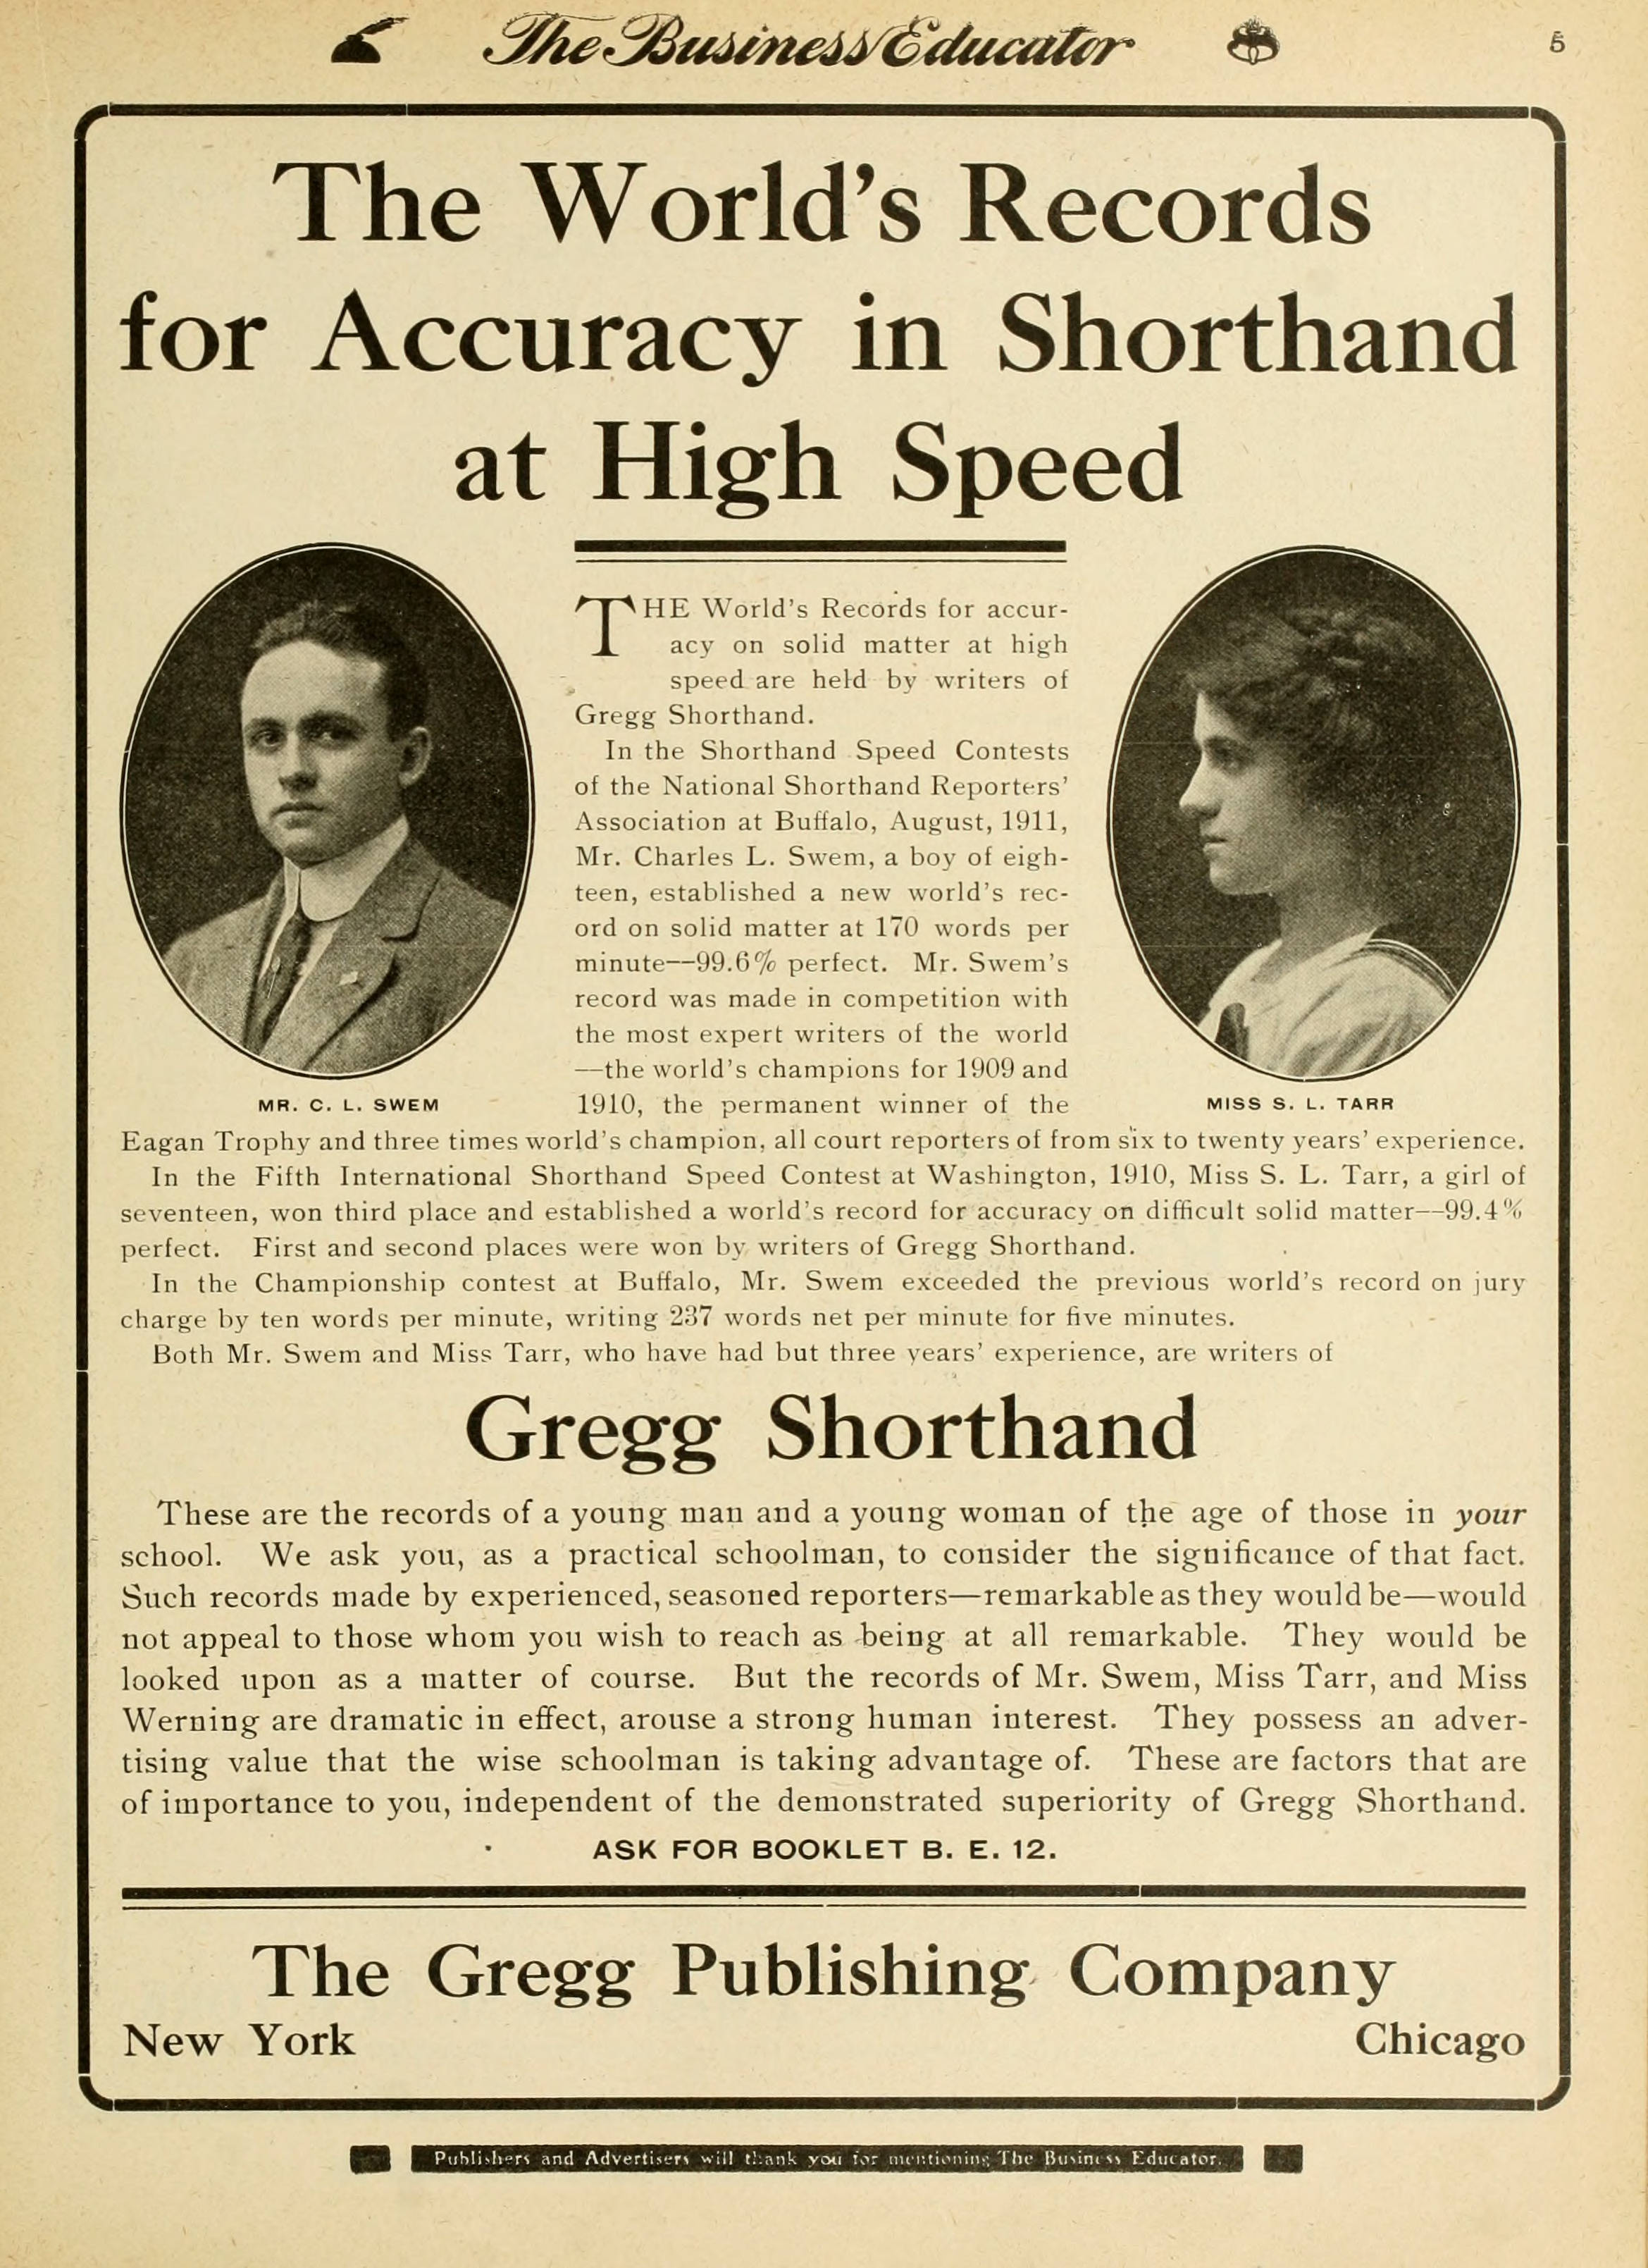 The Business Educator
5
The World's Records
for Accuracy in Shorthand
at High Speed
THE World's Records for accur-
acy on solid matter at high
speed are held by writers of
Gregg Shorthand.
In the Shorthand Speed Contests
of the National Shorthand Reporters'
Association at Buffalo, August, 1911,
Mr. Charles L. Swem, a boy of eigh-
teen, established a new world's rec-
ord on solid matter at 170 words per
minute--99.6% perfect. Mr. Swem's
record was made in competition with
the most expert writers of the world
—the world's champions for 1909 and
1910, the permanent winner of the
MR. C. L. SWEM
MISS S. L. TARR
Eagan Trophy and three times world's champion, all court reporters of from six to twenty years' experience.
In the Fifth International Shorthand Speed Contest at Washington, 1910, Miss S. L. Tarr, a girl of
seventeen, won third place and established a world's record for accuracy on difficult solid matter--99.4%
perfect. First and second places were won by writers of Gregg Shorthand.
In the Championship contest at Buffalo, Mr. Swem exceeded the previous world's record on jury
charge by ten words per minute, writing 237 words net per minute for five minutes.
Both Mr. Swem and Miss Tarr, who have had but three years' experience, are writers of
Gregg Shorthand
These are the records of a young man and a young woman of the age of those in your
school. We ask you, as a practical schoolman, to consider the significance of that fact.
Such records made by experienced, seasoned reporters—remarkable as they would be—would
not appeal to those whom you wish to reach as being at all remarkable. They would be
looked upon as a matter of course. But the records of Mr. Swem, Miss Tarr, and Miss
Werning are dramatic in effect, arouse a strong human interest. They possess an adver-
tising value that the wise schoolman is taking advantage of. These are factors that are
of importance to you, independent of the demonstrated superiority of Gregg Shorthand.
ASK FOR BOOKLET B. E. 12.
The Gregg Publishing Company
New York
Chicago
Publishers and Advertisers will thank you for mentioning The Business Educator.